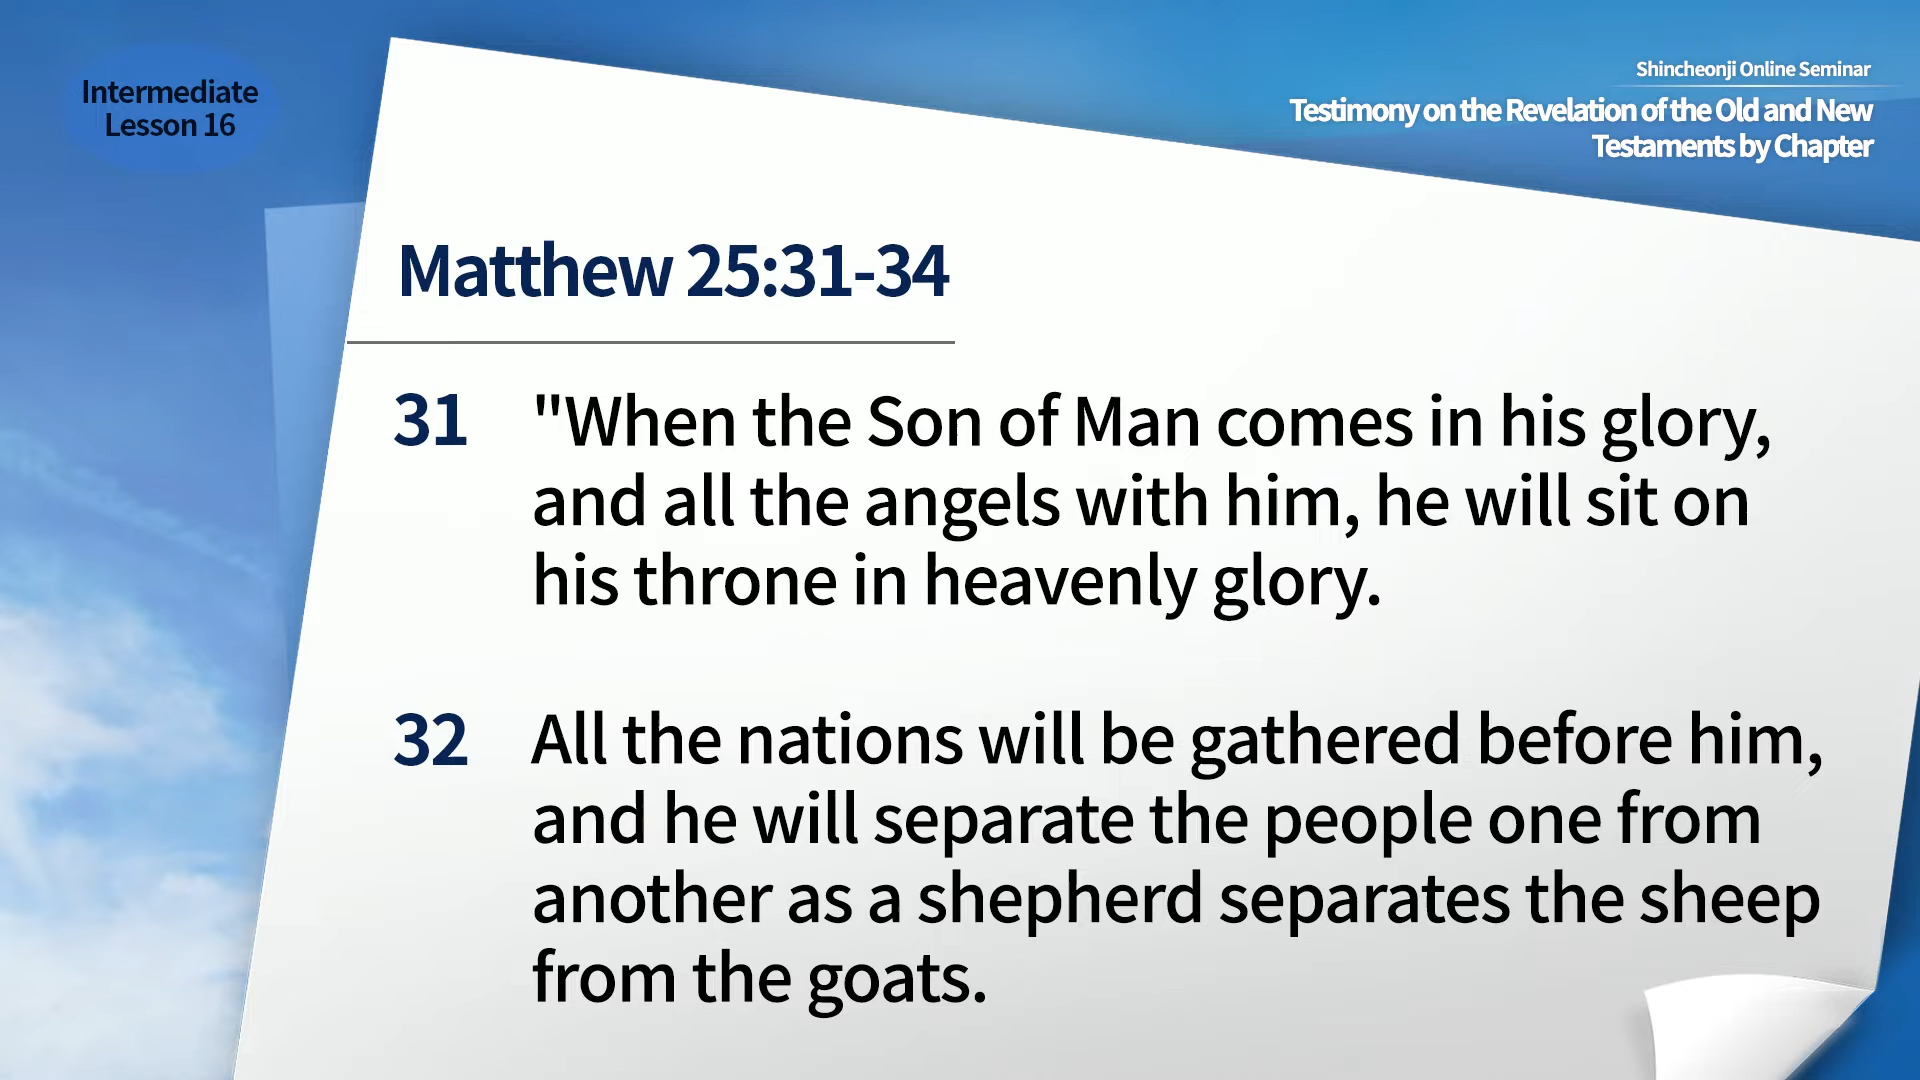 Intermediate
Lesson 16
Shincheonji Online Seminar
Testimony on the Revelation of the Old and New
Testaments by Chapter
Matthew 25:31-34
31 "When the Son of Man comes in his glory,
and all the angels with him, he will sit on
his throne in heavenly glory.
32 All the nations will be gathered before him,
and he will separate the people one from
another as a shepherd separates the sheep
from the goats.